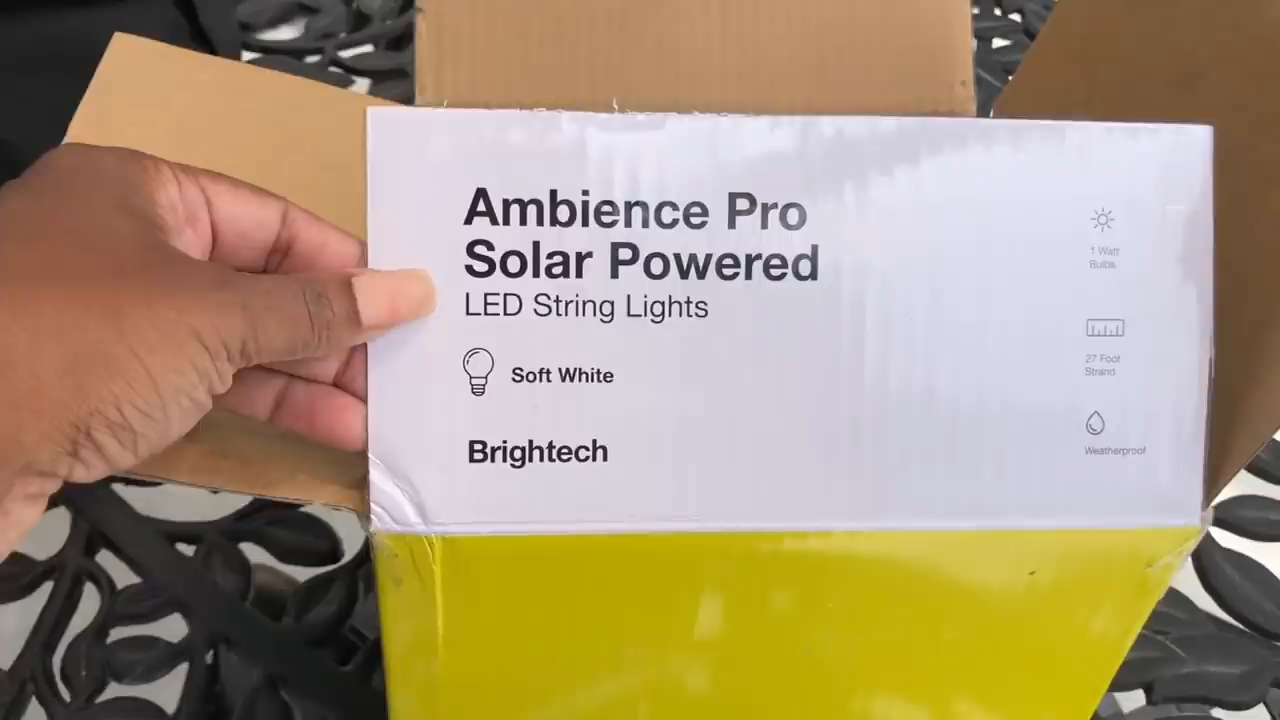 Ambience Pro
Solar Powered
LED String Lights
Soft White
Brightech
1 Watt
Bulbs
27 Foot
Strand
Weatherproof